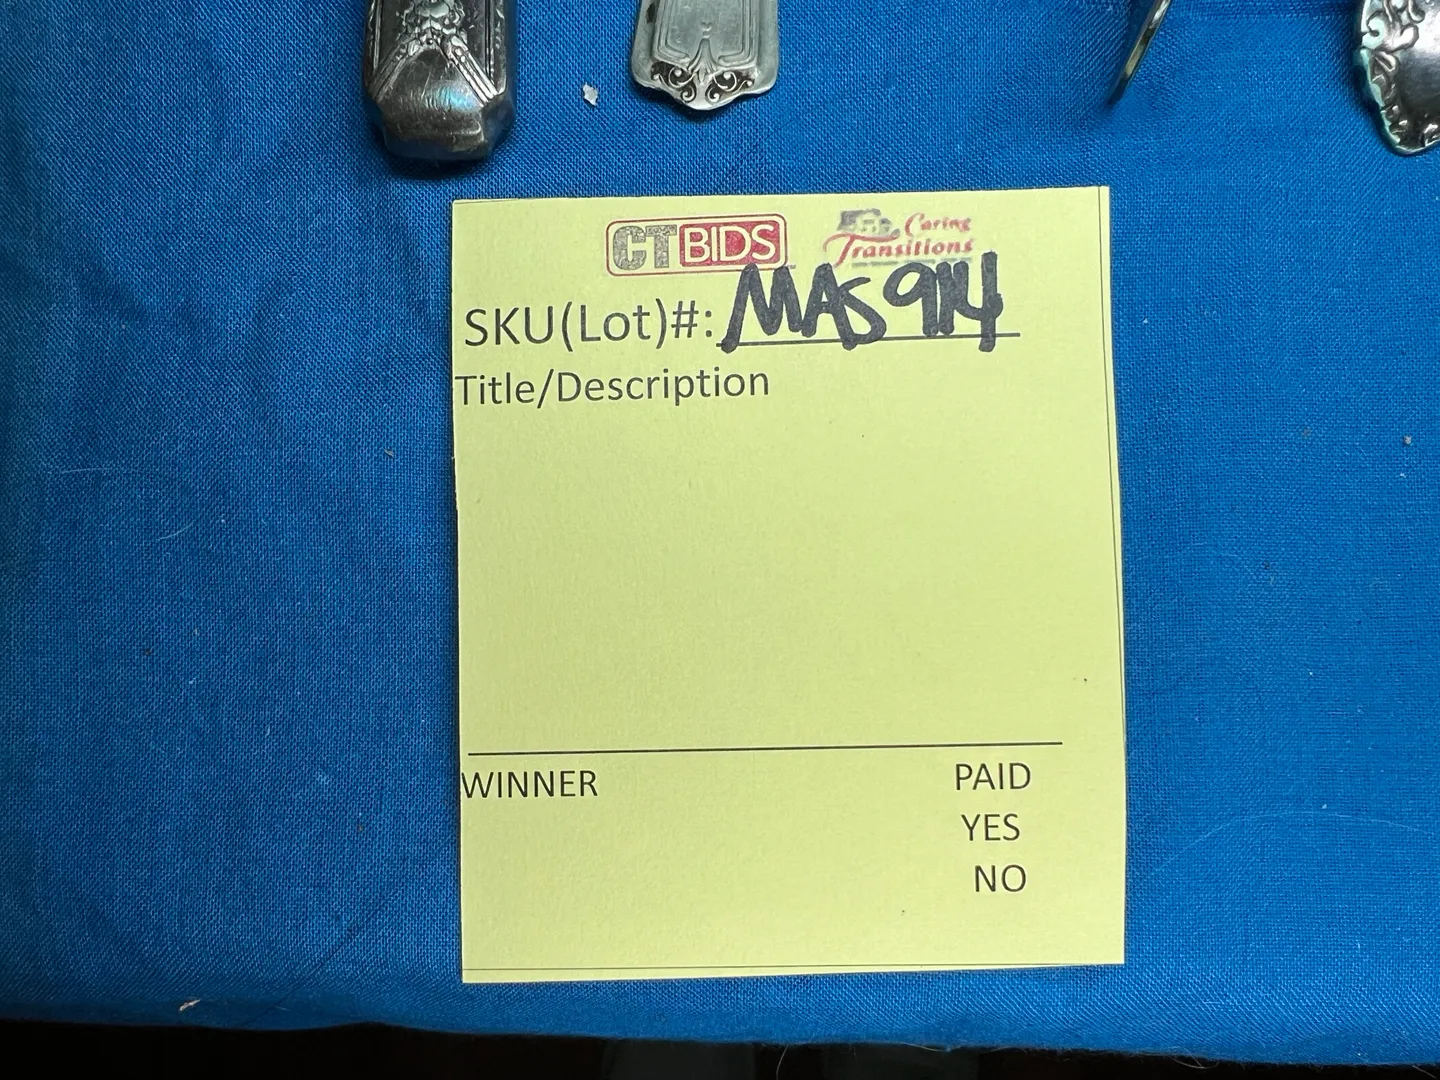 CTBIDS
Caring
Transitions
SKU(Lot)#: MAS914
Title/Description
WINNER
PAID
YES
NO